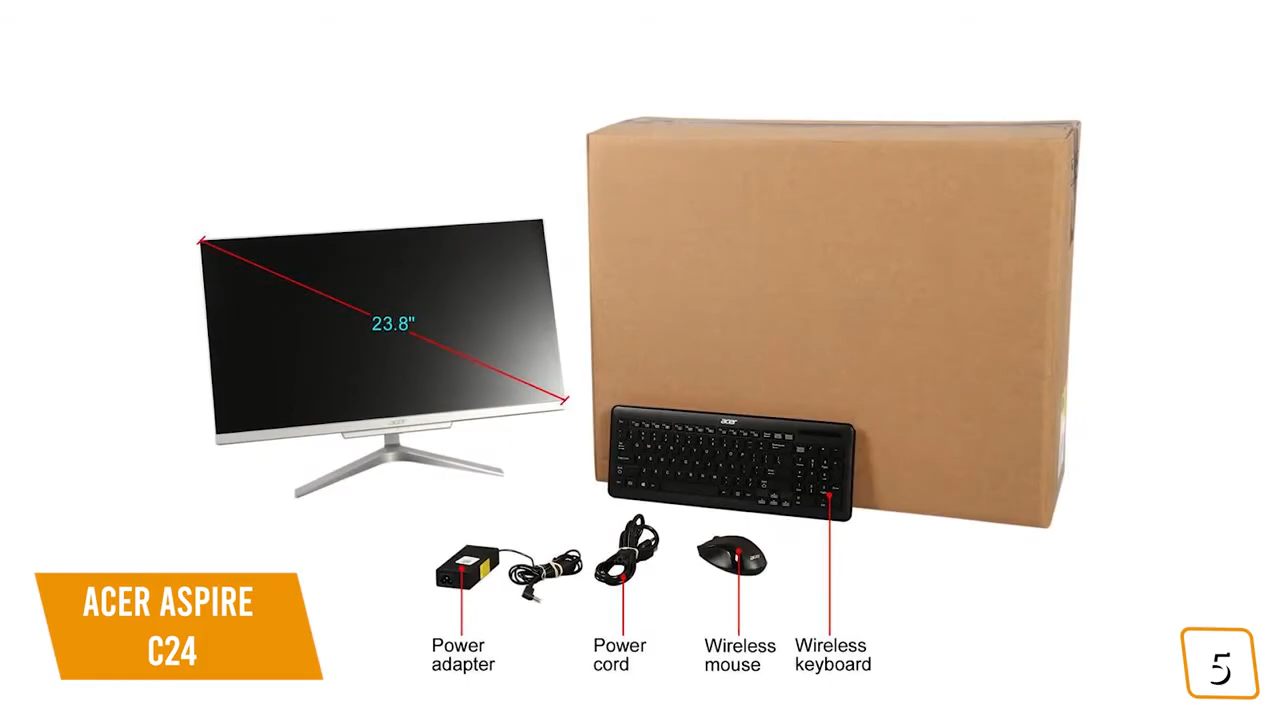 23.8"
acer
acer
Power
adapter
Power
cord
Wireless
mouse
Wireless
keyboard
ACER ASPIRE
C24
5